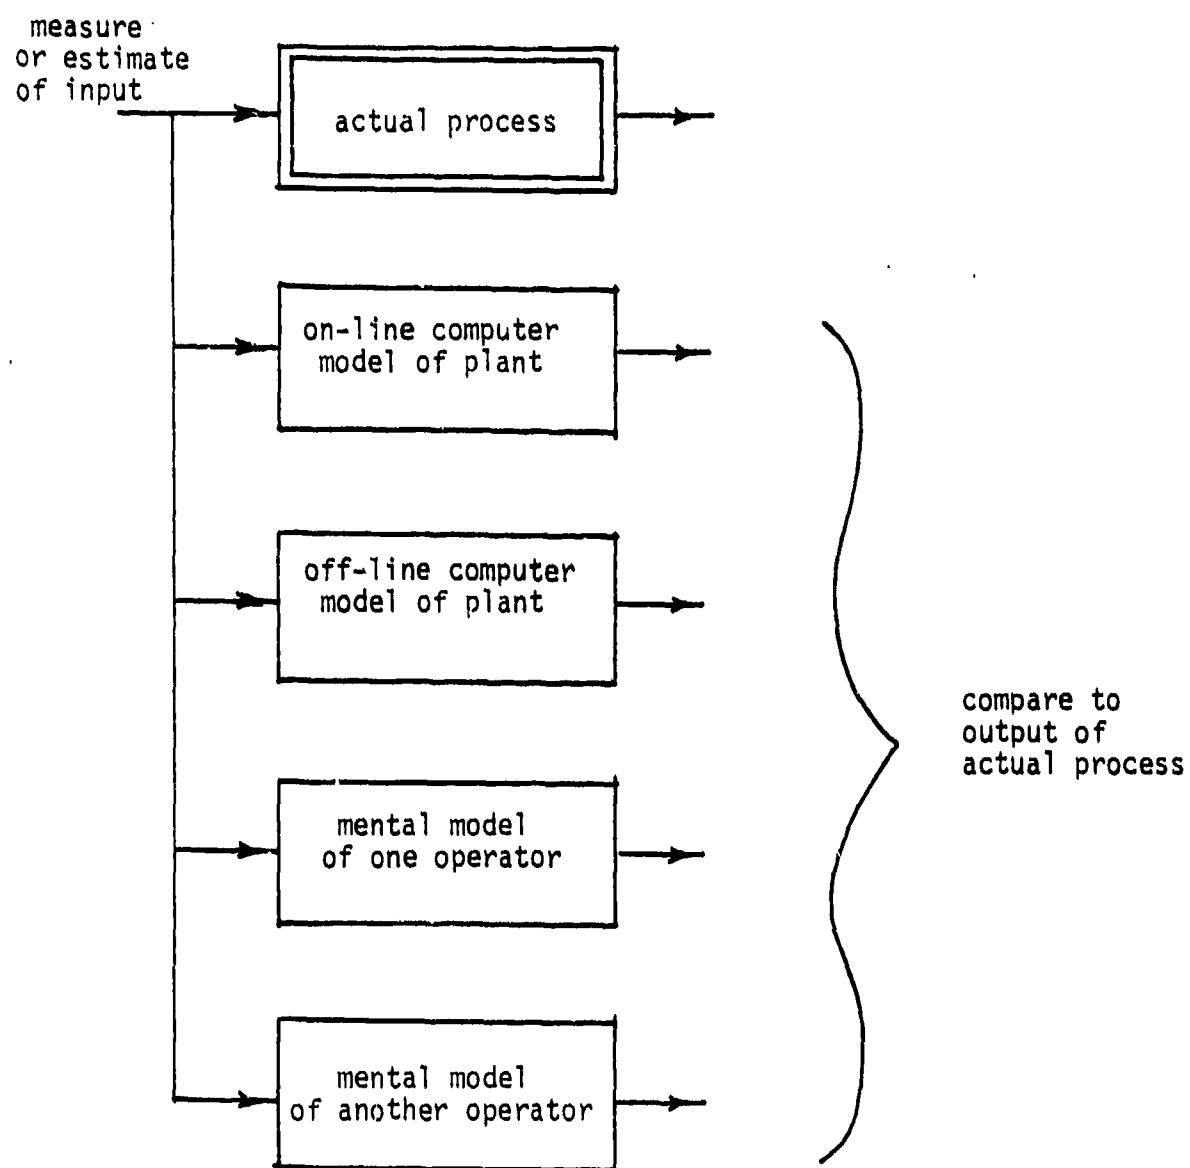 measure
or estimate
of input
actual process
on-line computer
model of plant
off-line computer
model of plant
compare to
output of
actual process
mental model
of one operator
mental model
of another operator